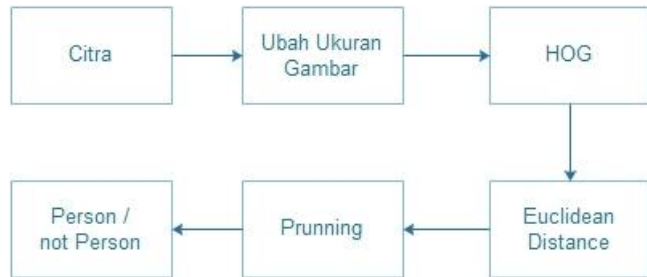 Citra
Ubah Ukuran
Gambar
HOG
Euclidean
Distance
Prunning
Person /
not Person